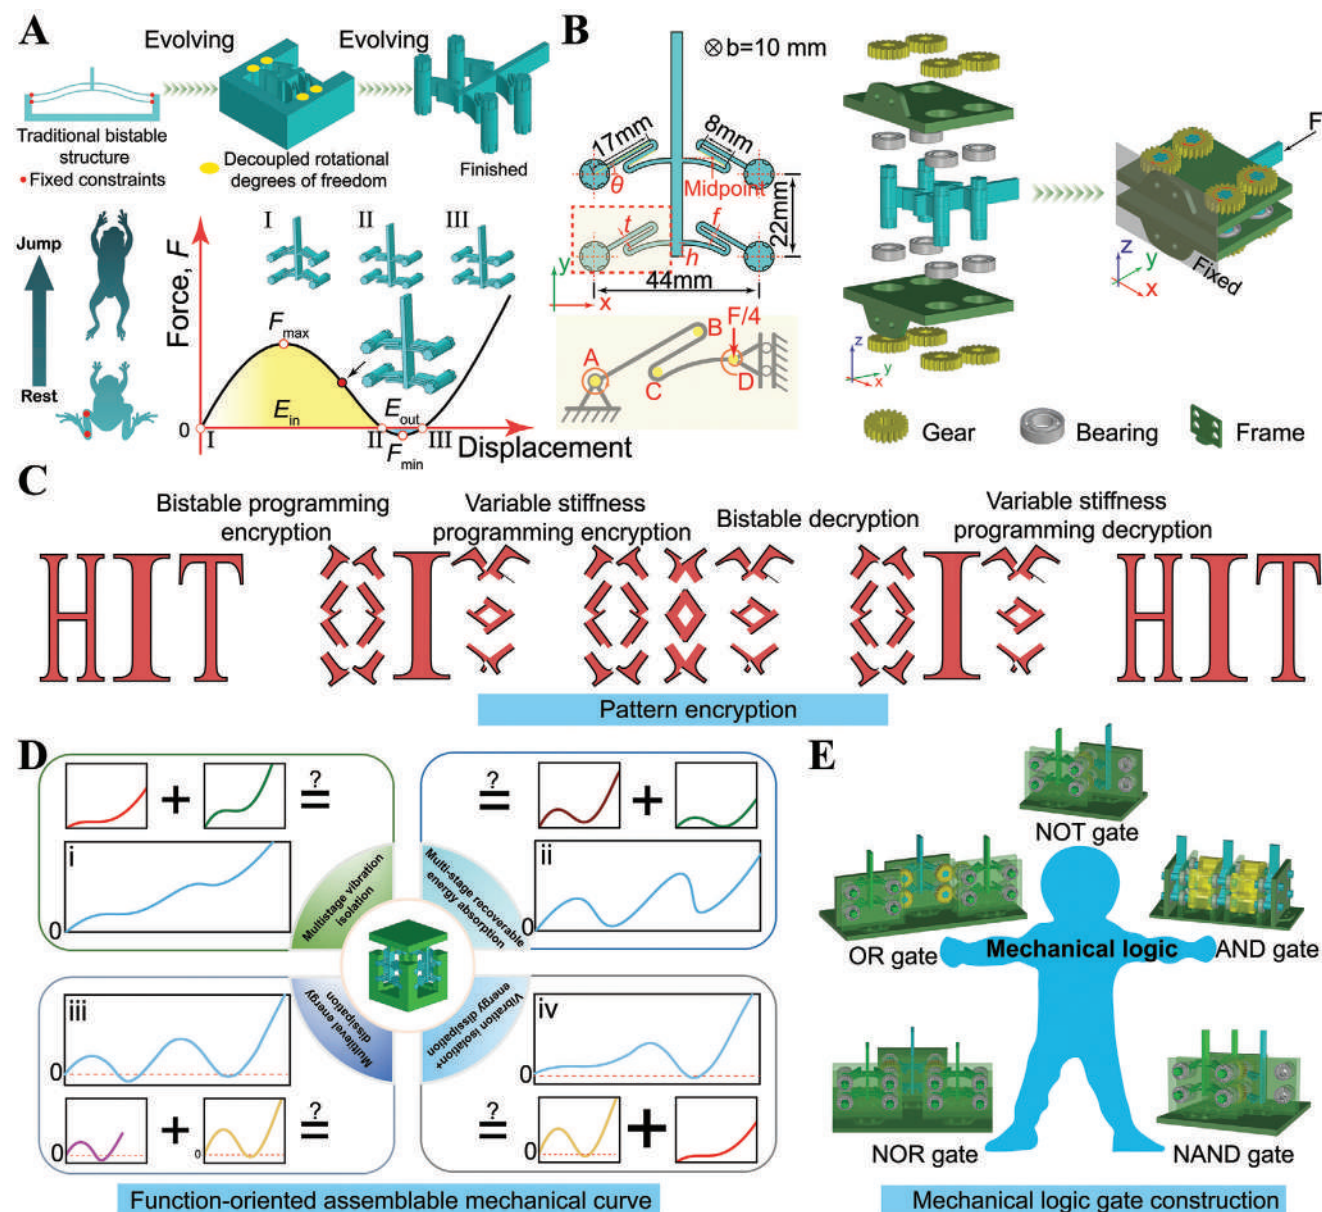 A
Evolving
Evolving
Traditional bistable
structure
Fixed constraints
Decoupled rotational
degrees of freedom
Finished
Jump
Rest
Force, F
I
II
III
Fmax
Ein
Eout
Fmin
0
I
II
III
Displacement
B
⊗b=10 mm
17mm
8mm
θ
Midpoint
t
f
h
22mm
44mm
y
x
A
B
C
D
F/4
z
y
x
F
Fixed
z
y
x
Gear
Bearing
Frame
C
Bistable programming
encryption
Variable stiffness
programming encryption
Bistable decryption
Variable stiffness
programming decryption
HIT
I
I
HIT
Pattern encryption
D
+
?
=
i
0
Multistage vibration
isolation
?
=
+
ii
0
Multi-stage recoverable
energy absorption
iii
0
Multilevel energy
dissipation
0
+
0
?
=
iv
0
Vibration isolation+
energy dissipation
?
=
0
+
Function-oriented assemblable mechanical curve
E
NOT gate
OR gate
Mechanical logic
AND gate
NOR gate
NAND gate
Mechanical logic gate construction